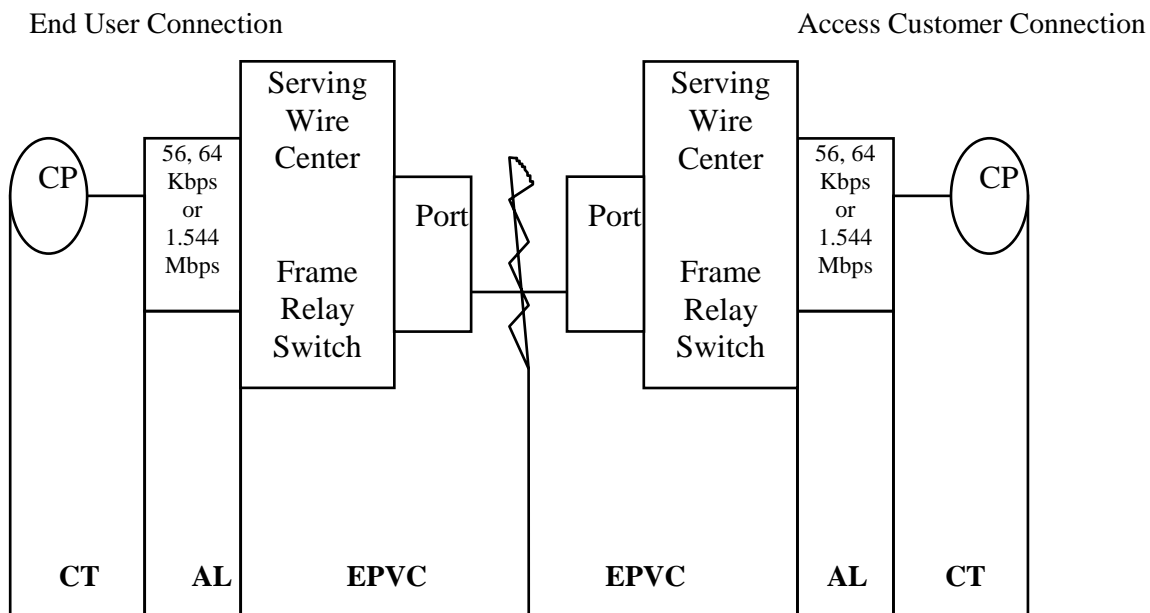 End User Connection
Access Customer Connection
CP
56, 64
Kbps
or
1.544
Mbps
Serving
Wire
Center
Frame
Relay
Switch
Port
Port
Serving
Wire
Center
Frame
Relay
Switch
56, 64
Kbps
or
1.544
Mbps
CP
CT
AL
EPVC
EPVC
AL
CT